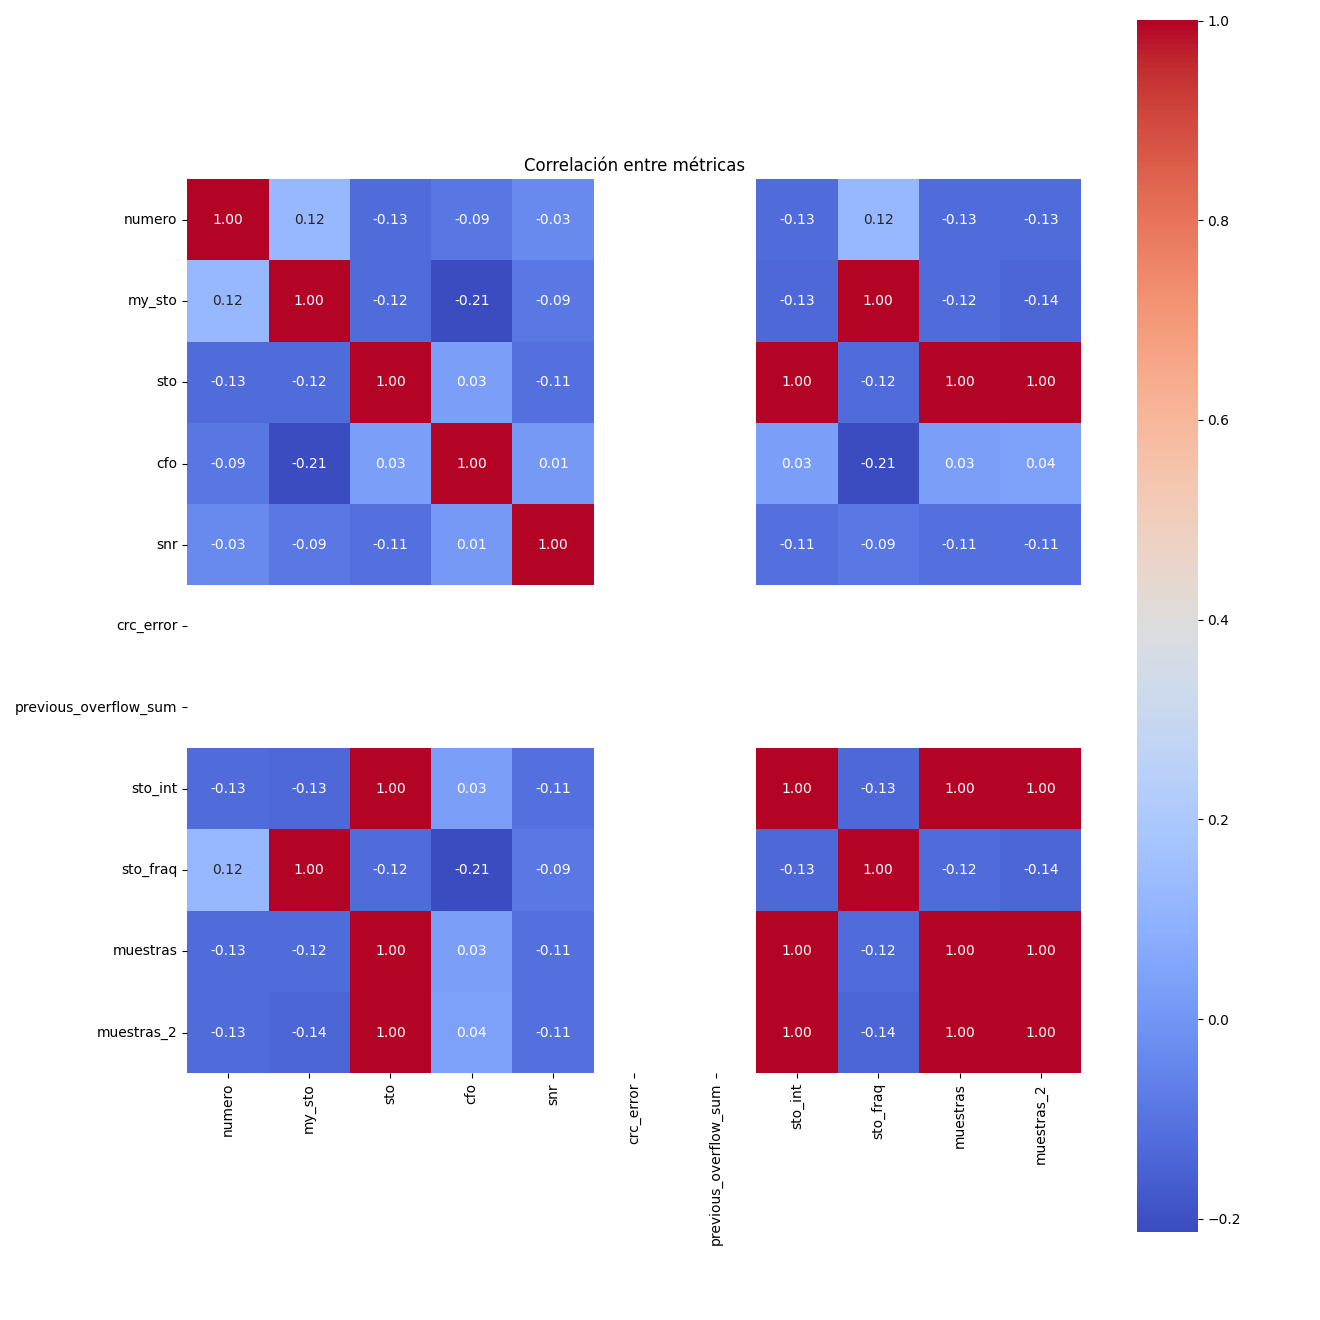 Correlación entre métricas
numero 1.00 0.12 -0.13 -0.09 -0.03 -0.13 0.12 -0.13 -0.13
my_sto 0.12 1.00 -0.12 -0.21 -0.09 -0.13 1.00 -0.12 -0.14
sto -0.13 -0.12 1.00 0.03 -0.11 1.00 -0.12 1.00 1.00
cfo -0.09 -0.21 0.03 1.00 0.01 0.03 -0.21 0.03 0.04
snr -0.03 -0.09 -0.11 0.01 1.00 -0.11 -0.09 -0.11 -0.11
crc_error
previous_overflow_sum
sto_int -0.13 -0.13 1.00 0.03 -0.11 1.00 -0.13 1.00 1.00
sto_fraq 0.12 1.00 -0.12 -0.21 -0.09 -0.13 1.00 -0.12 -0.14
muestras -0.13 -0.12 1.00 0.03 -0.11 1.00 -0.12 1.00 1.00
muestras_2 -0.13 -0.14 1.00 0.04 -0.11 1.00 -0.14 1.00 1.00
numero
my_sto
sto
cfo
snr
crc_error
previous_overflow_sum
sto_int
sto_fraq
muestras
muestras_2
1.0
0.8
0.6
0.4
0.2
0.0
−0.2